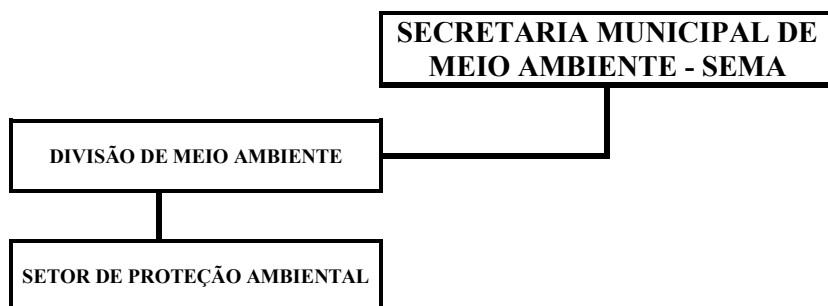 SECRETARIA MUNICIPAL DE
MEIO AMBIENTE - SEMA
DIVISÃO DE MEIO AMBIENTE
SETOR DE PROTEÇÃO AMBIENTAL